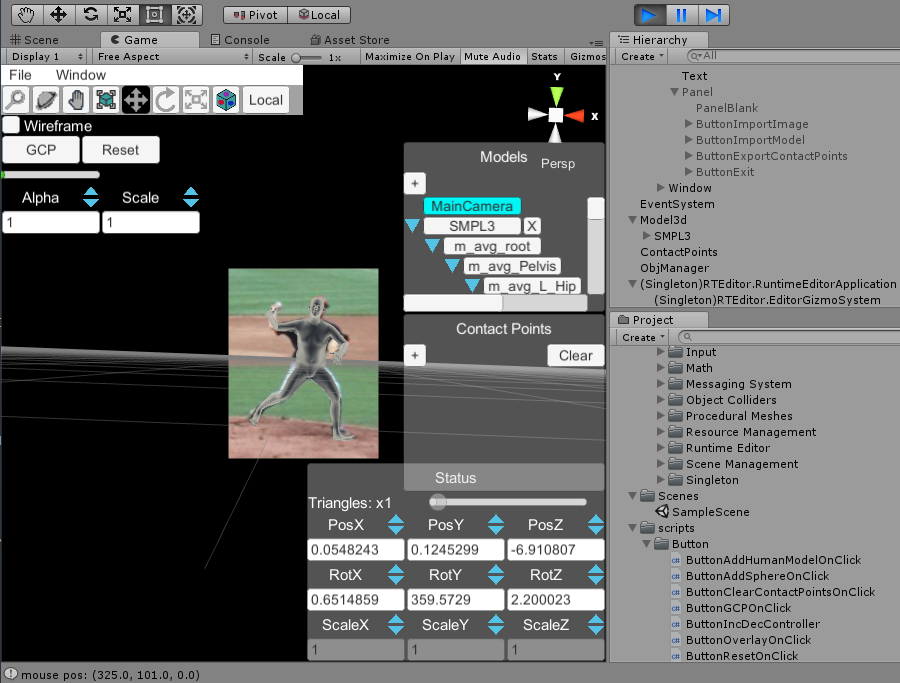 Pivot Local
Scene Game Console Asset Store
Display 1 Free Aspect Scale 1x Maximize On Play Mute Audio Stats Gizmos
File Window
Local
Wireframe
GCP Reset
Alpha Scale
1 1
Y
X
Persp
Models
+
MainCamera
SMPL3 X
m_avg_root
m_avg_Pelvis
m_avg_L_Hip
Contact Points
+ Clear
Status
Triangles: x1
PosX PosY PosZ
0.0548243 0.1245299 -6.910807
RotX RotY RotZ
0.6514859 359.5729 2.200023
ScaleX ScaleY ScaleZ
1 1 1
Hierarchy
Create All
Text
Panel
PanelBlank
ButtonImportImage
ButtonImportModel
ButtonExportContactPoints
ButtonExit
Window
EventSystem
Model3d
SMPL3
ContactPoints
ObjManager
(Singleton)RTEditor.RuntimeEditorApplication
(Singleton)RTEditor.EditorGizmoSystem
Project
Create
Input
Math
Messaging System
Object Colliders
Procedural Meshes
Resource Management
Runtime Editor
Scene Management
Singleton
Scenes
SampleScene
scripts
Button
ButtonAddHumanModelOnClick
ButtonAddSphereOnClick
ButtonClearContactPointsOnClick
ButtonGCPOnClick
ButtonIncDecController
ButtonOverlayOnClick
ButtonResetOnClick
mouse pos: (325.0, 101.0, 0.0)